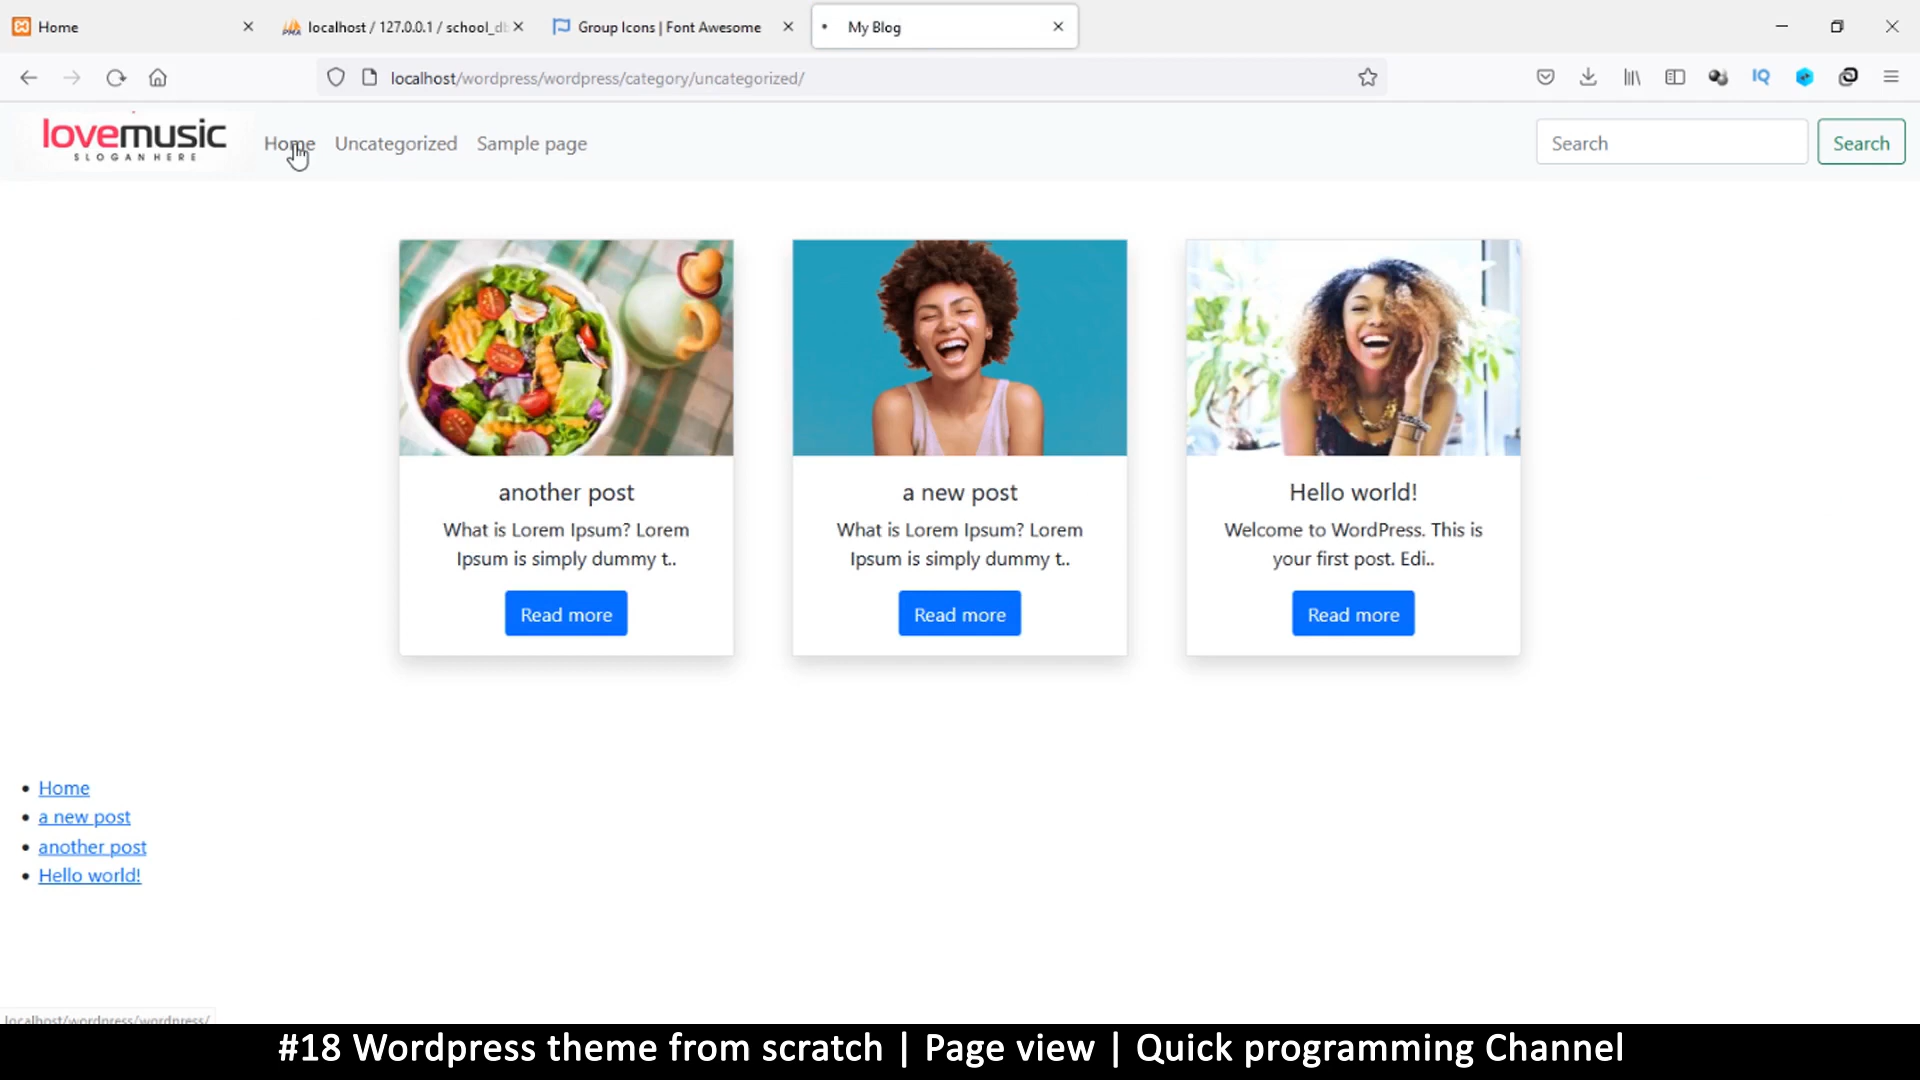 Home
localhost / 127.0.0.1 / school_db
Group Icons | Font Awesome
My Blog
localhost/wordpress/wordpress/category/uncategorized/
IQ
lovemusic
SLOGAN HERE
Home
Uncategorized
Sample page
Search
Search
another post
What is Lorem Ipsum? Lorem
Ipsum is simply dummy t..
Read more
a new post
What is Lorem Ipsum? Lorem
Ipsum is simply dummy t..
Read more
Hello world!
Welcome to WordPress. This is
your first post. Edi..
Read more
Home
a new post
another post
Hello world!
localhost/wordpress/wordpress/
#18 Wordpress theme from scratch | Page view | Quick programming Channel